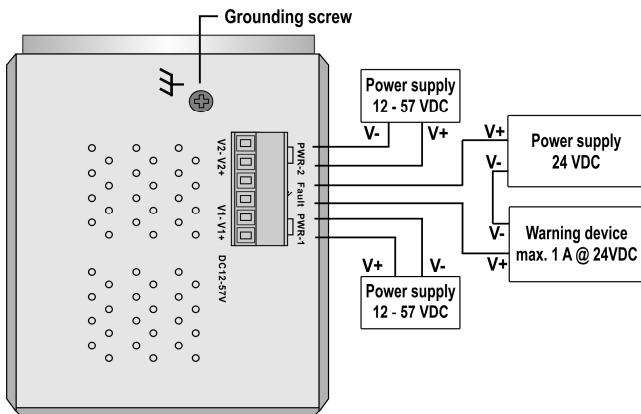 Grounding screw
Power supply
12 - 57 VDC
V-
V+
V+
Power supply
24 VDC
V-
V-
Warning device
max. 1 A @ 24VDC
V+
V+
V-
Power supply
12 - 57 VDC
V2- V2+
V1- V1+
PWR-2
Fault
PWR-1
DC12-57V